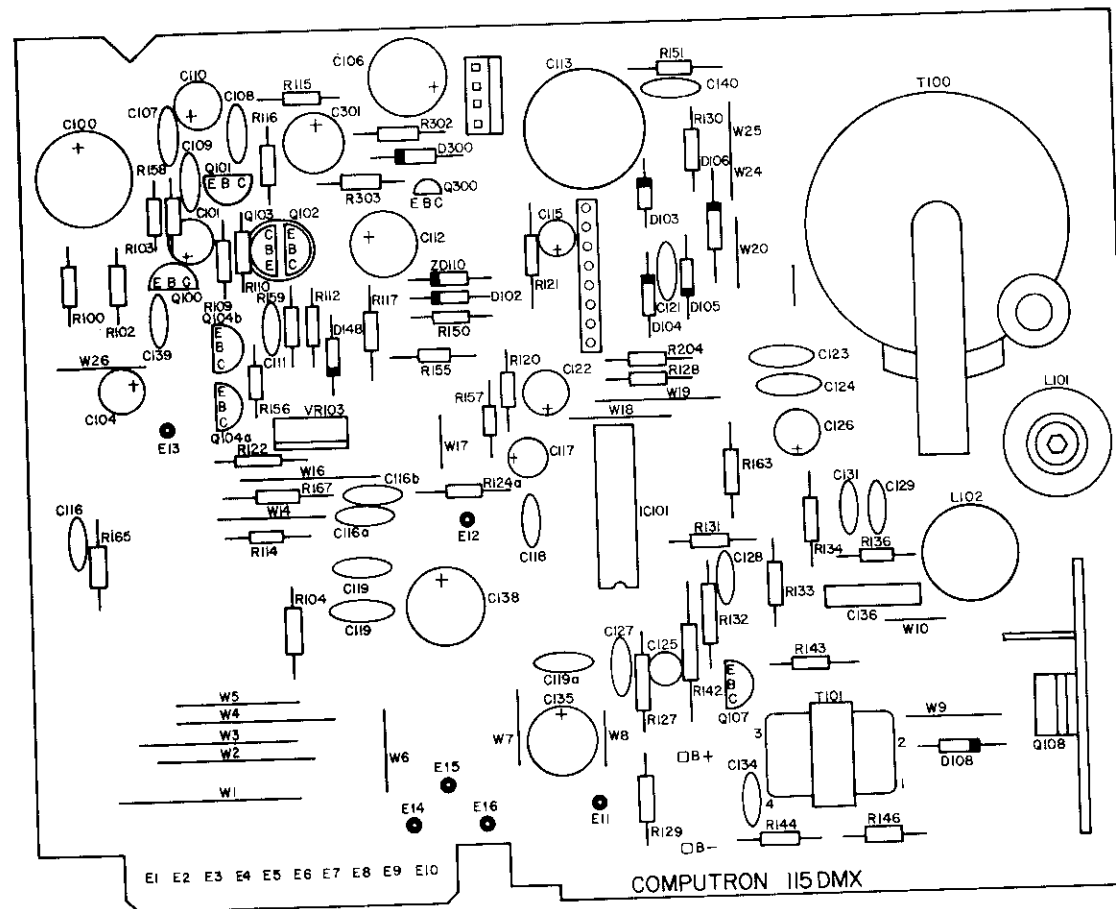 R151
C106
C113
T100
C110
R115
C140
C107
C108
R116
C301
R302
R130
W25
C100
C109
D300
D106
W24
R158
Q101
E B C
R303
Q300
E B C
D103
C101
Q103
Q102
C B E
E B C
C112
C115
W20
R103
ZD110
D102
R121
C121
D105
E B C
Q100
R110
R109
R159
R112
R117
D104
R100
R102
Q104b
E B C
D148
R150
C139
C111
R155
R120
R204
C123
W26
C122
R128
C124
L101
C104
E B C
R156
VR103
R157
W19
W18
E13
Q104a
W17
C126
R122
C117
R163
W16
C116b
R124a
C131
C129
R167
L102
C116
W14
C116a
IC101
R165
R114
E12
C118
R131
R134
R136
C128
C119
R133
R104
C138
R132
C136
W10
C119
C127
C125
R143
C119a
E B C
R142
W5
C135
R127
Q107
T101
W4
W9
W3
W7
W8
3
2
Q108
W2
W6
B+
D108
E15
C134
W1
1
4
E14
E16
E11
R129
R144
R146
B-
E1 E2 E3 E4 E5 E6 E7 E8 E9 E10
COMPUTRON 115DMX